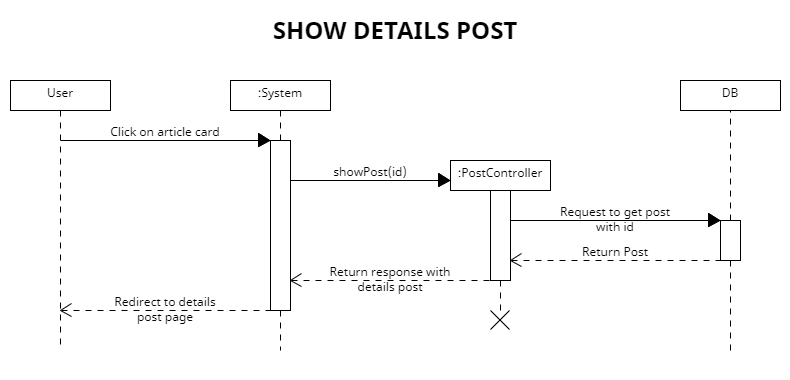 SHOW DETAILS POST
User
:System
DB
Click on article card
showPost(id)
:PostController
Request to get post
with id
Return Post
Return response with
details post
Redirect to details
post page